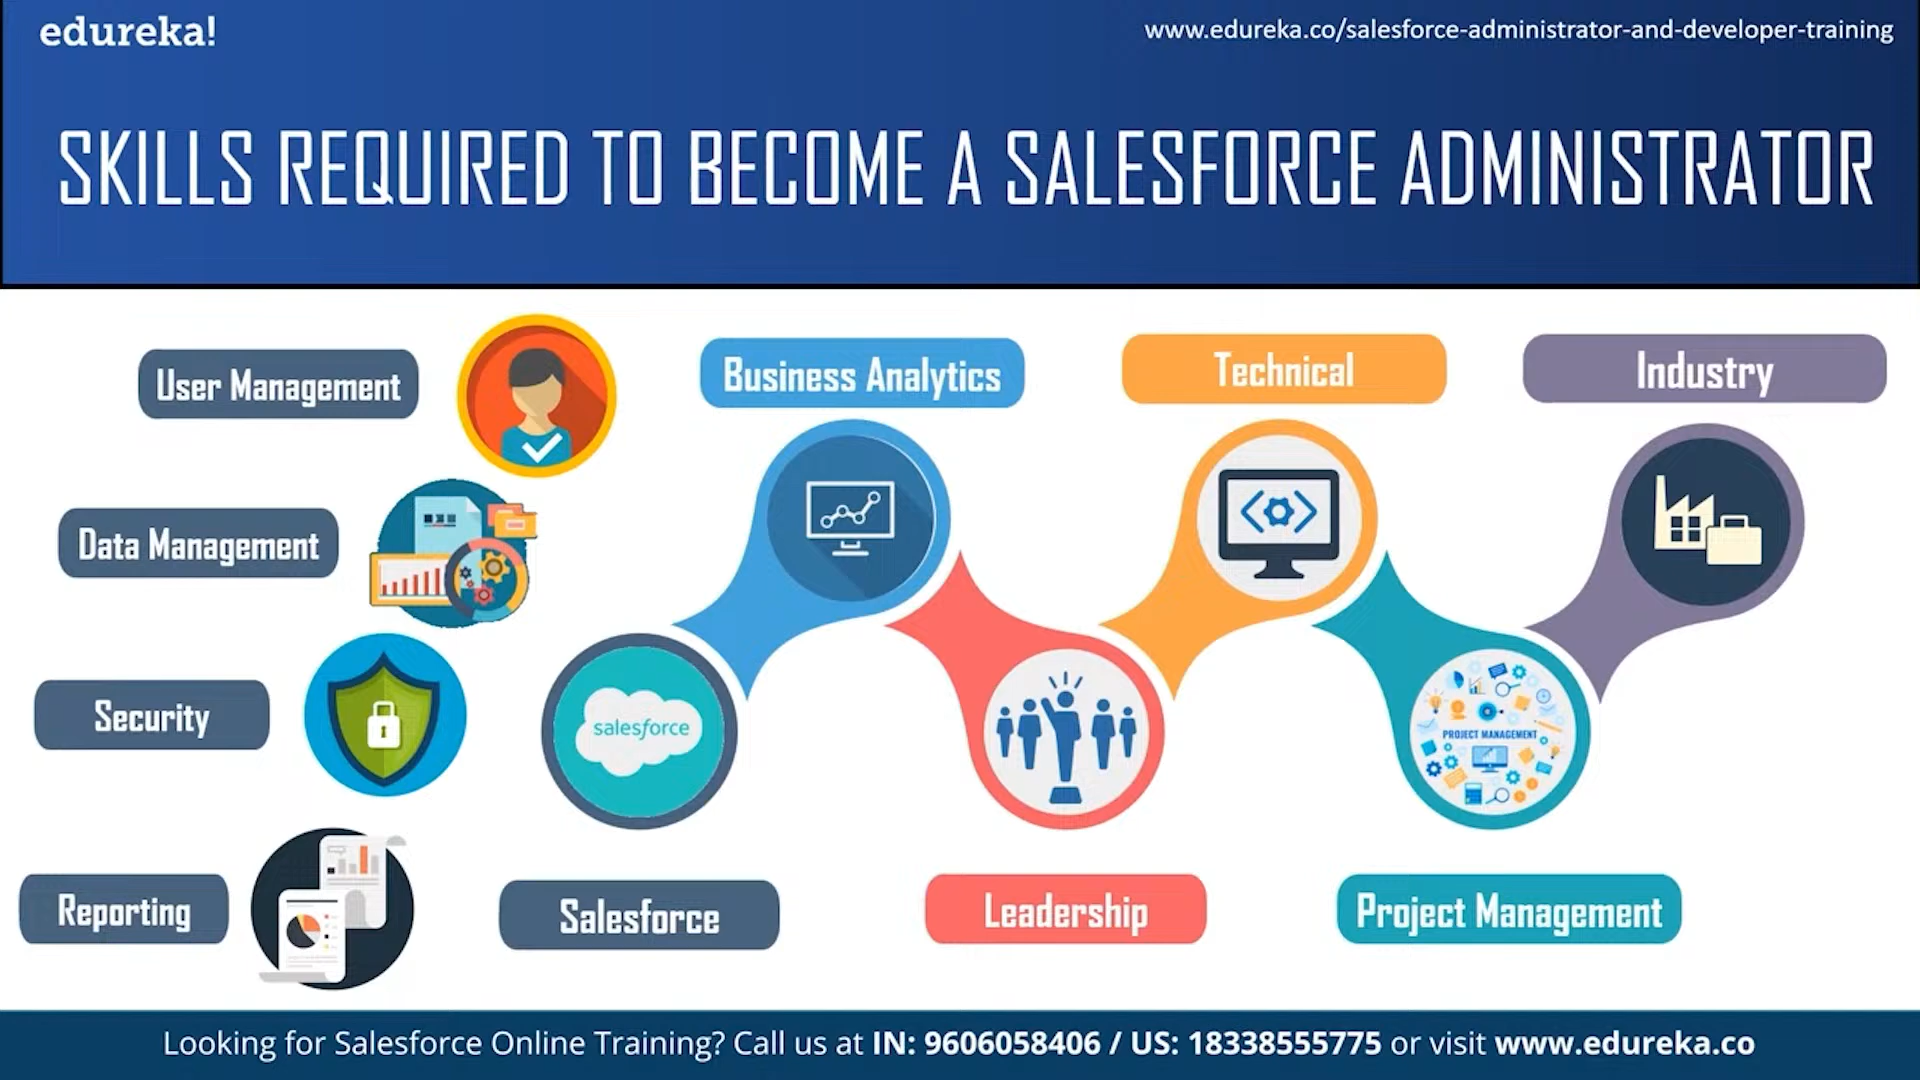 edureka!
www.edureka.co/salesforce-administrator-and-developer-training
SKILLS REQUIRED TO BECOME A SALESFORCE ADMINISTRATOR
User Management
Business Analytics
Technical
Industry
Data Management
Security
salesforce
PROJECT MANAGEMENT
Reporting
Salesforce
Leadership
Project Management
Looking for Salesforce Online Training? Call us at IN: 9606058406 / US: 18338555775 or visit www.edureka.co